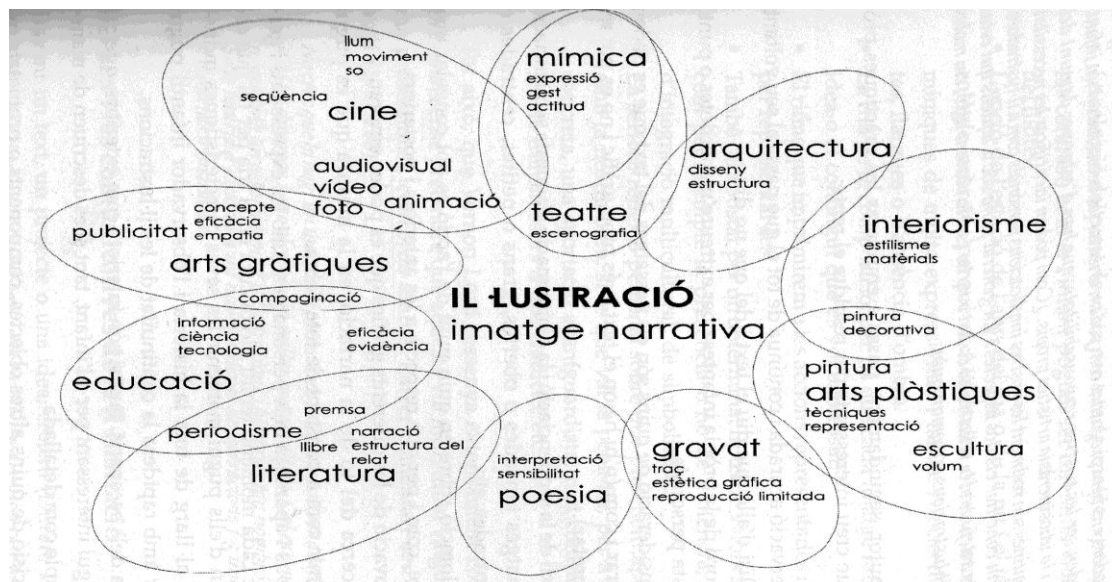 llum
moviment
so
seqüència
cine
audiovisual
vídeo
foto
animació
mímica
expressió
gest
actitud
teatre
escenografia
arquitectura
disseny
estructura
interiorisme
estilisme
matèrials
publicitat
concepte
eficàcia
empatia
arts gràfiques
compaginació
IL·LUSTRACIÓ
imatge narrativa
pintura
decorativa
informació
ciència
tecnologia
eficàcia
evidència
educació
pintura
arts plàstiques
tècniques
representació
escultura
volum
premsa
periodisme
llibre
narració
estructura del
relat
literatura
interpretació
sensibilitat
poesia
gravat
traç
estètica gràfica
reproducció limitada